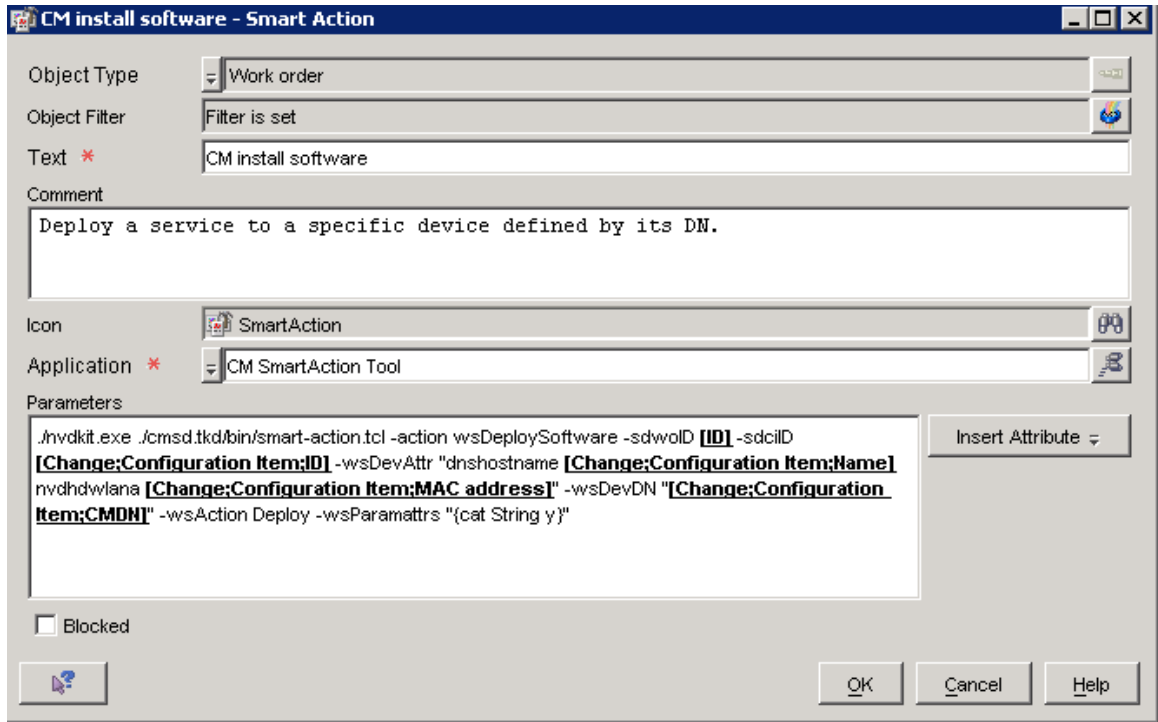 CM install software - Smart Action
Object Type
Work order
Object Filter
Filter is set
Text *
CM install software
Comment
Deploy a service to a specific device defined by its DN.
Icon
SmartAction
Application *
CM SmartAction Tool
Parameters
./nvdkit.exe ./cmsd.tkd/bin/smart-action.tcl -action wsDeploySoftware -sdwoID [ID] -sdciID
[Change;Configuration Item;ID] -wsDevAttr "dnshostname [Change;Configuration Item;Name]
nvdhdwlana [Change;Configuration Item;MAC address]" -wsDevDN "[Change;Configuration
Item;CMDN]" -wsAction Deploy -wsParamattrs "{cat String y}"
Insert Attribute
Blocked
OK
Cancel
Help